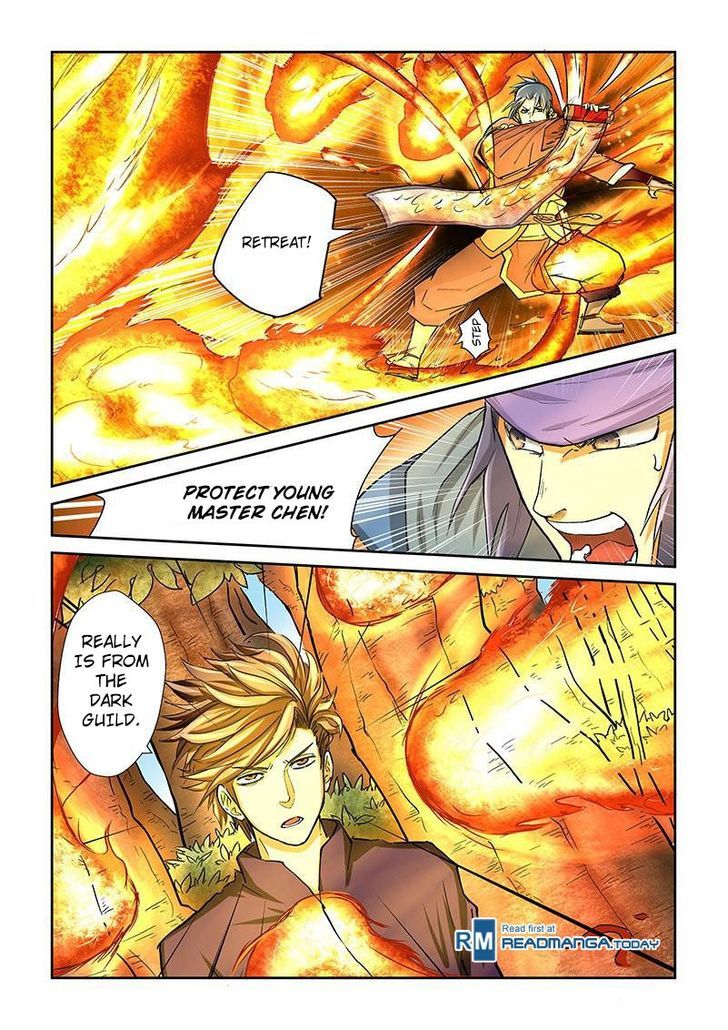 RETREAT!
STEP
PROTECT YOUNG
MASTER CHEN!
REALLY
IS FROM
THE
DARK
GUILD.
Read first at
RM READMANGA.TODAY